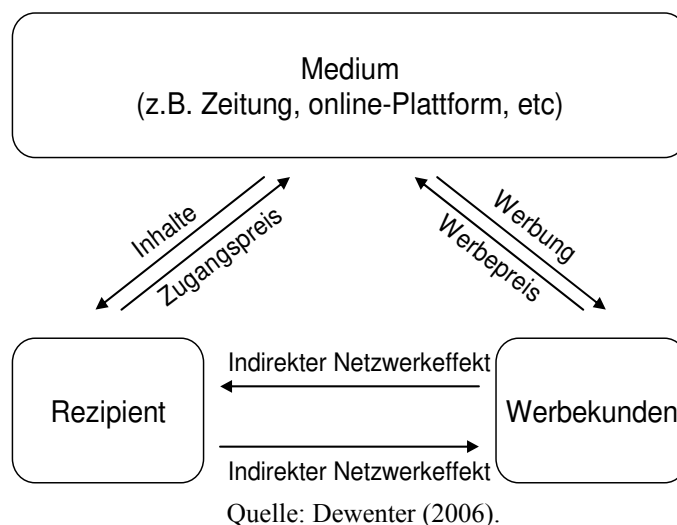 Medium
(z.B. Zeitung, online-Plattform, etc)
Inhalte
Zugangspreis
Werbung
Werbepreis
Rezipient
Indirekter Netzwerkeffekt
Indirekter Netzwerkeffekt
Werbekunden
Quelle: Dewenter (2006).